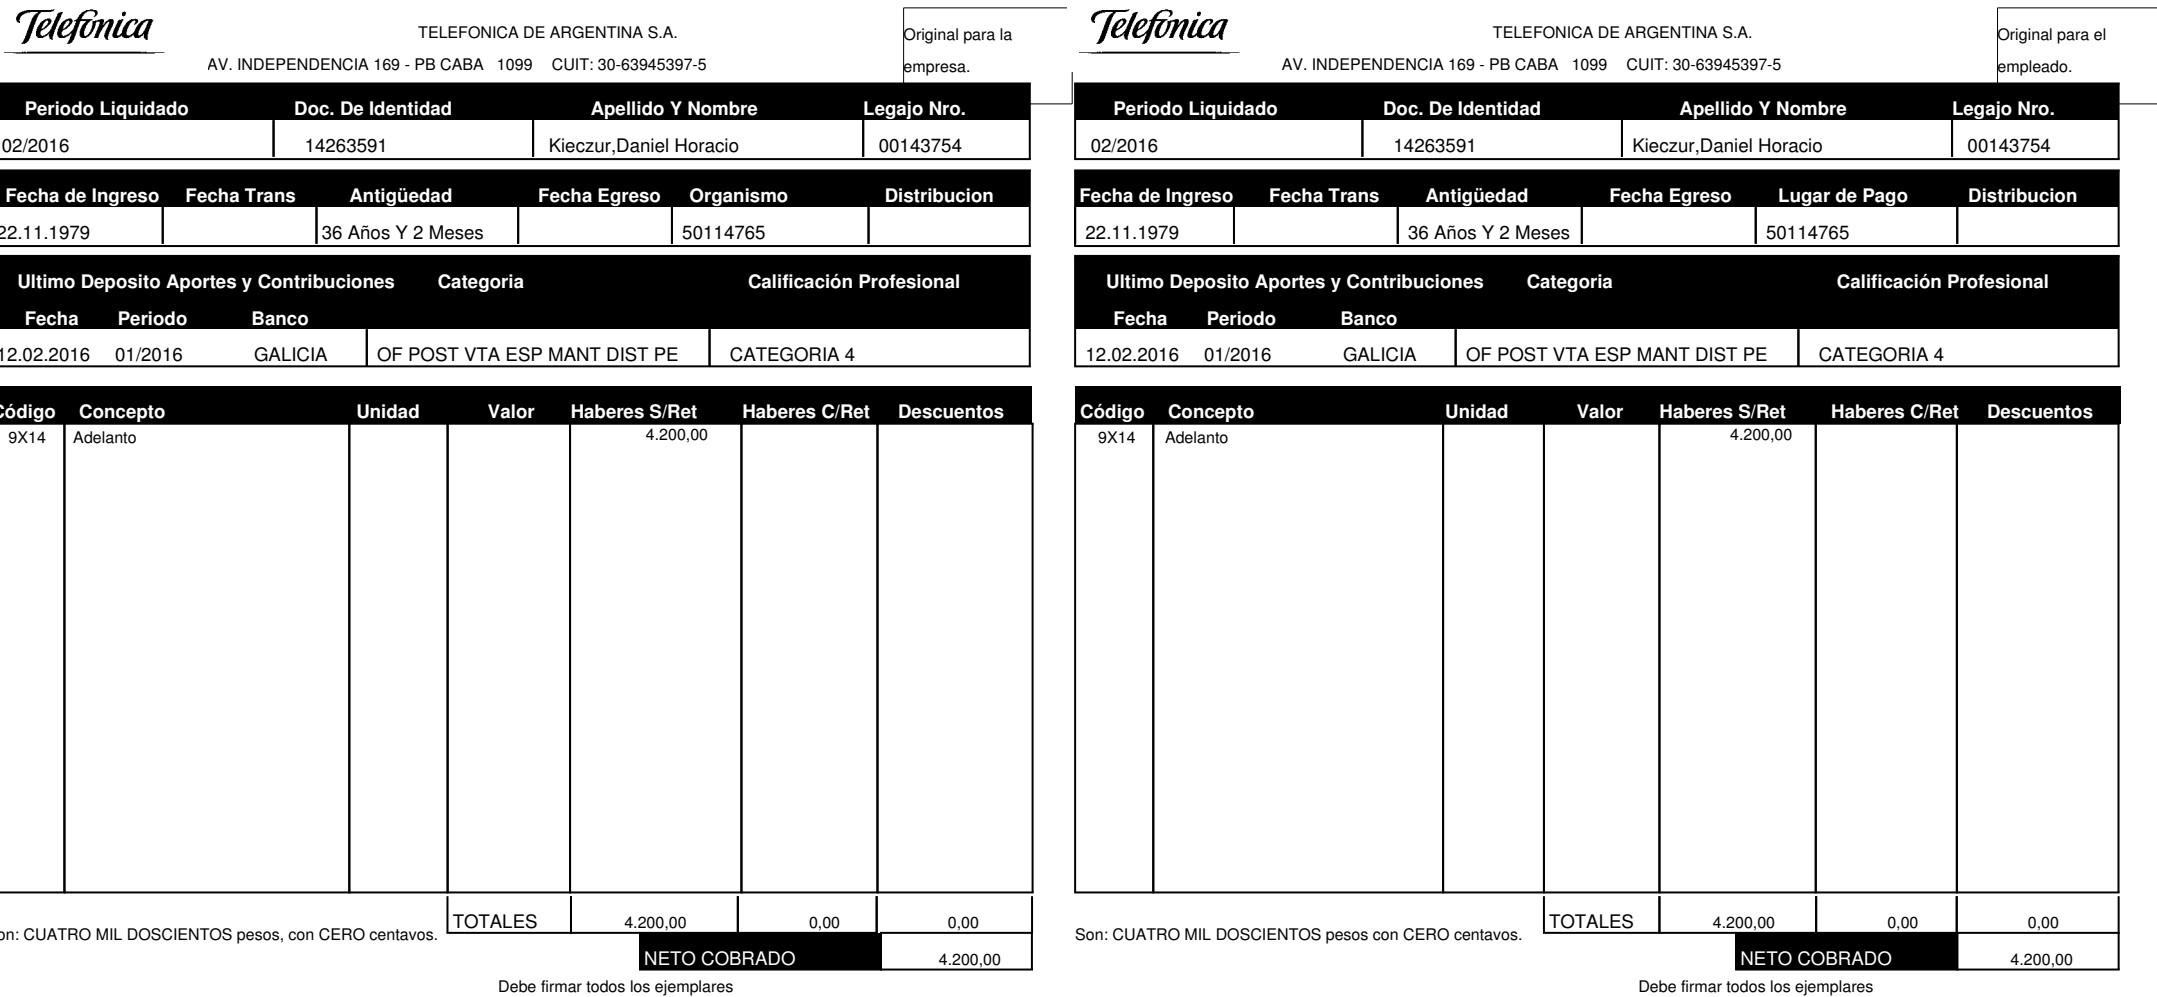 Telefónica
TELEFONICA DE ARGENTINA S.A.
Original para la
AV. INDEPENDENCIA 169 - PB CABA 1099 CUIT: 30-63945397-5
empresa.
Periodo Liquidado Doc. De Identidad Apellido Y Nombre Legajo Nro.
02/2016 14263591 Kieczur,Daniel Horacio 00143754
Fecha de Ingreso Fecha Trans Antigüedad Fecha Egreso Organismo Distribucion
22.11.1979 36 Años Y 2 Meses 50114765
Ultimo Deposito Aportes y Contribuciones Categoria Calificación Profesional
Fecha Periodo Banco
12.02.2016 01/2016 GALICIA OF POST VTA ESP MANT DIST PE CATEGORIA 4
Código Concepto Unidad Valor Haberes S/Ret Haberes C/Ret Descuentos
9X14 Adelanto 4.200,00
TOTALES 4.200,00 0,00 0,00
on: CUATRO MIL DOSCIENTOS pesos, con CERO centavos.
NETO COBRADO 4.200,00
Debe firmar todos los ejemplares
Telefónica
TELEFONICA DE ARGENTINA S.A.
Original para el
AV. INDEPENDENCIA 169 - PB CABA 1099 CUIT: 30-63945397-5
empleado.
Periodo Liquidado Doc. De Identidad Apellido Y Nombre Legajo Nro.
02/2016 14263591 Kieczur,Daniel Horacio 00143754
Fecha de Ingreso Fecha Trans Antigüedad Fecha Egreso Lugar de Pago Distribucion
22.11.1979 36 Años Y 2 Meses 50114765
Ultimo Deposito Aportes y Contribuciones Categoria Calificación Profesional
Fecha Periodo Banco
12.02.2016 01/2016 GALICIA OF POST VTA ESP MANT DIST PE CATEGORIA 4
Código Concepto Unidad Valor Haberes S/Ret Haberes C/Ret Descuentos
9X14 Adelanto 4.200,00
TOTALES 4.200,00 0,00 0,00
Son: CUATRO MIL DOSCIENTOS pesos con CERO centavos.
NETO COBRADO 4.200,00
Debe firmar todos los ejemplares